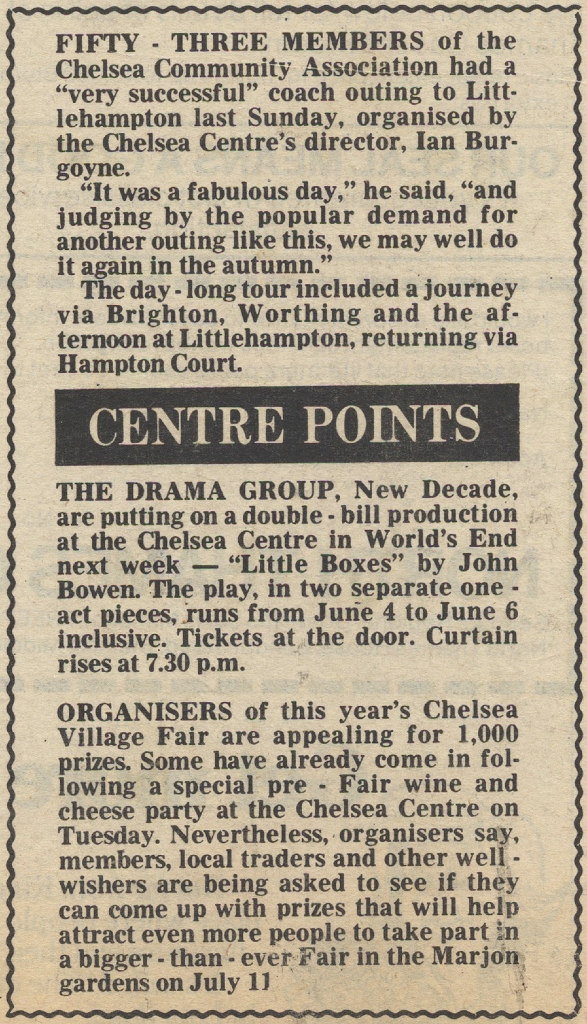 FIFTY - THREE MEMBERS of the
Chelsea Community Association had a
“very successful” coach outing to Litt-
lehampton last Sunday, organised by
the Chelsea Centre's director, Ian Bur-
goyne.
“It was a fabulous day,” he said, “and
judging by the popular demand for
another outing like this, we may well do
it again in the autumn.”
The day - long tour included a journey
via Brighton, Worthing and the af-
ternoon at Littlehampton, returning via
Hampton Court.
CENTRE POINTS
THE DRAMA GROUP, New Decade,
are putting on a double - bill production
at the Chelsea Centre in World's End
next week — “Little Boxes” by John
Bowen. The play, in two separate one -
act pieces, runs from June 4 to June 6
inclusive. Tickets at the door. Curtain
rises at 7.30 p.m.
ORGANISERS of this year's Chelsea
Village Fair are appealing for 1,000
prizes. Some have already come in fol-
lowing a special pre - Fair wine and
cheese party at the Chelsea Centre on
Tuesday. Nevertheless, organisers say,
members, local traders and other well -
wishers are being asked to see if they
can come up with prizes that will help
attract even more people to take part in
a bigger - than - ever Fair in the Marjon
gardens on July 11